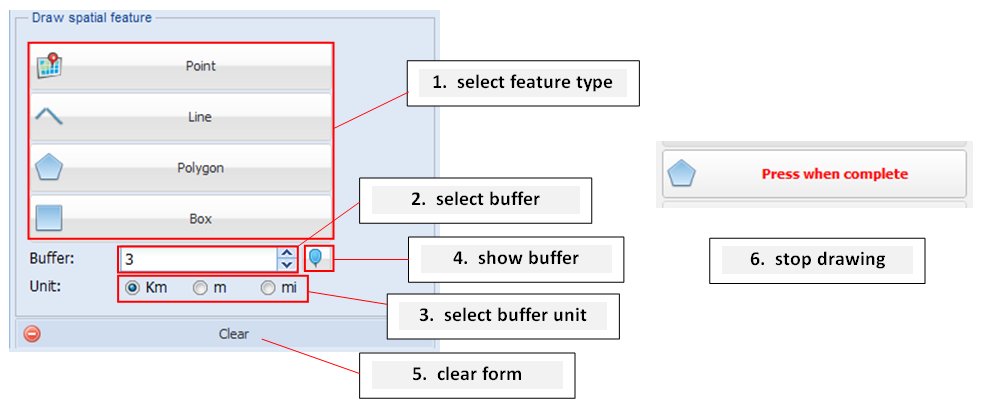 Draw spatial feature
Point
1. select feature type
Line
Press when complete
Polygon
2. select buffer
Box
Buffer: 3
4. show buffer
6. stop drawing
Unit: Km m mi
3. select buffer unit
Clear
5. clear form